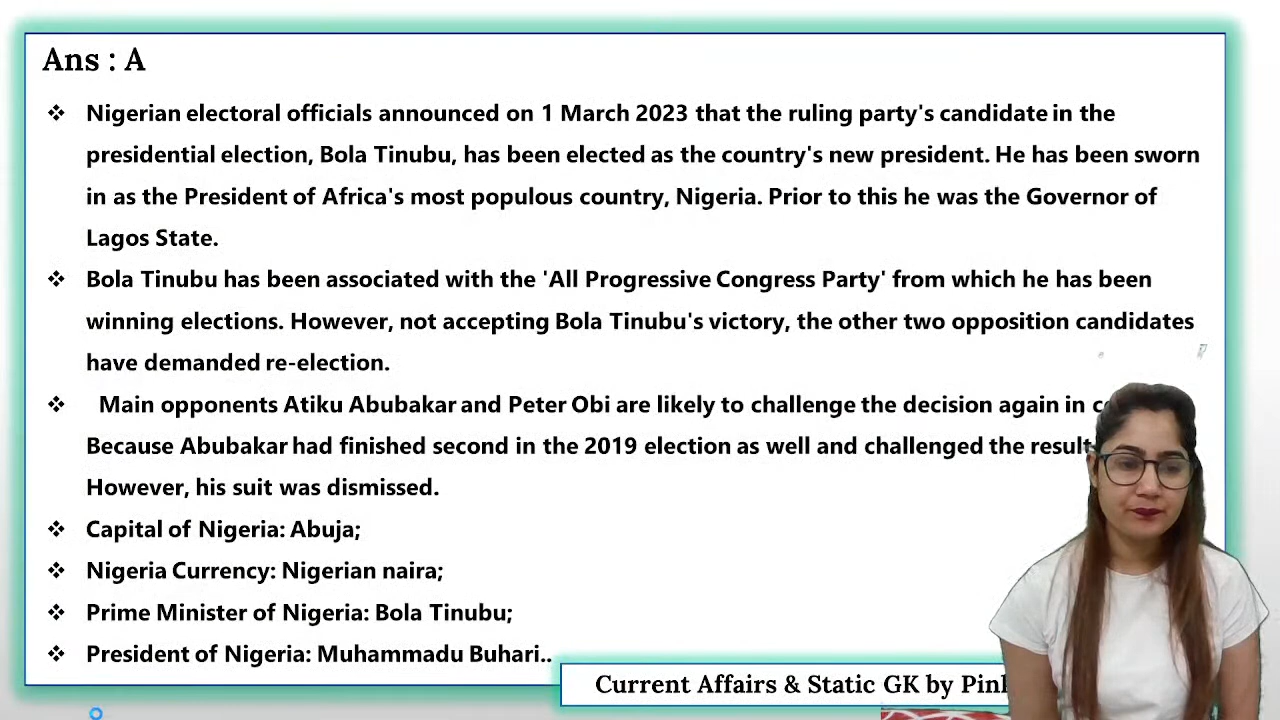 Ans : A
❖ Nigerian electoral officials announced on 1 March 2023 that the ruling party's candidate in the
presidential election, Bola Tinubu, has been elected as the country's new president. He has been sworn
in as the President of Africa's most populous country, Nigeria. Prior to this he was the Governor of
Lagos State.
❖ Bola Tinubu has been associated with the 'All Progressive Congress Party' from which he has been
winning elections. However, not accepting Bola Tinubu's victory, the other two opposition candidates
have demanded re-election.
❖ Main opponents Atiku Abubakar and Peter Obi are likely to challenge the decision again in
Because Abubakar had finished second in the 2019 election as well and challenged the result
However, his suit was dismissed.
❖ Capital of Nigeria: Abuja;
❖ Nigeria Currency: Nigerian naira;
❖ Prime Minister of Nigeria: Bola Tinubu;
❖ President of Nigeria: Muhammadu Buhari..
Current Affairs & Static GK by